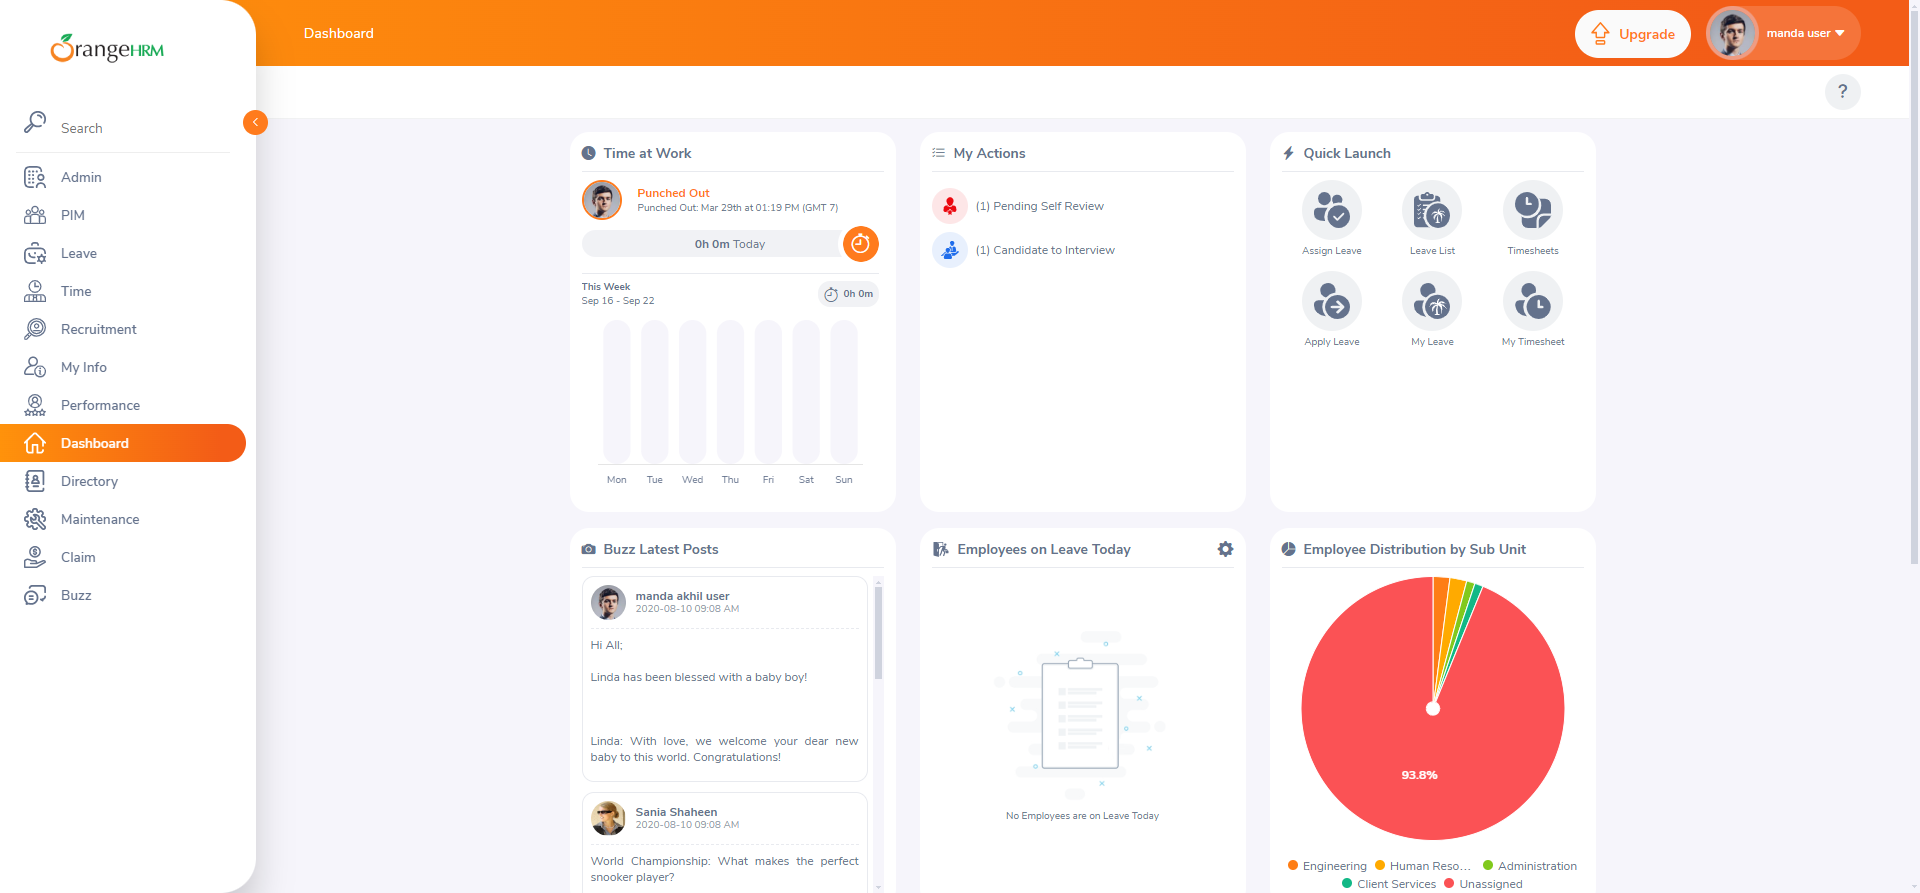 OrangeHRM
Dashboard
Upgrade
manda user
?
Search
Admin
PIM
Leave
Time
Recruitment
My Info
Performance
Dashboard
Directory
Maintenance
Claim
Buzz
Time at Work
Punched Out
Punched Out: Mar 29th at 01:19 PM (GMT 7)
0h 0m Today
This Week
Sep 16 - Sep 22
0h 0m
Mon Tue Wed Thu Fri Sat Sun
My Actions
(1) Pending Self Review
(1) Candidate to Interview
Quick Launch
Assign Leave Leave List Timesheets
Apply Leave My Leave My Timesheet
Buzz Latest Posts
manda akhil user
2020-08-10 09:08 AM
Hi All;
Linda has been blessed with a baby boy!
Linda: With love, we welcome your dear new
baby to this world. Congratulations!
Sania Shaheen
2020-08-10 09:08 AM
World Championship: What makes the perfect
snooker player?
Employees on Leave Today
No Employees are on Leave Today
Employee Distribution by Sub Unit
93.8%
Engineering Human Reso... Administration
Client Services Unassigned